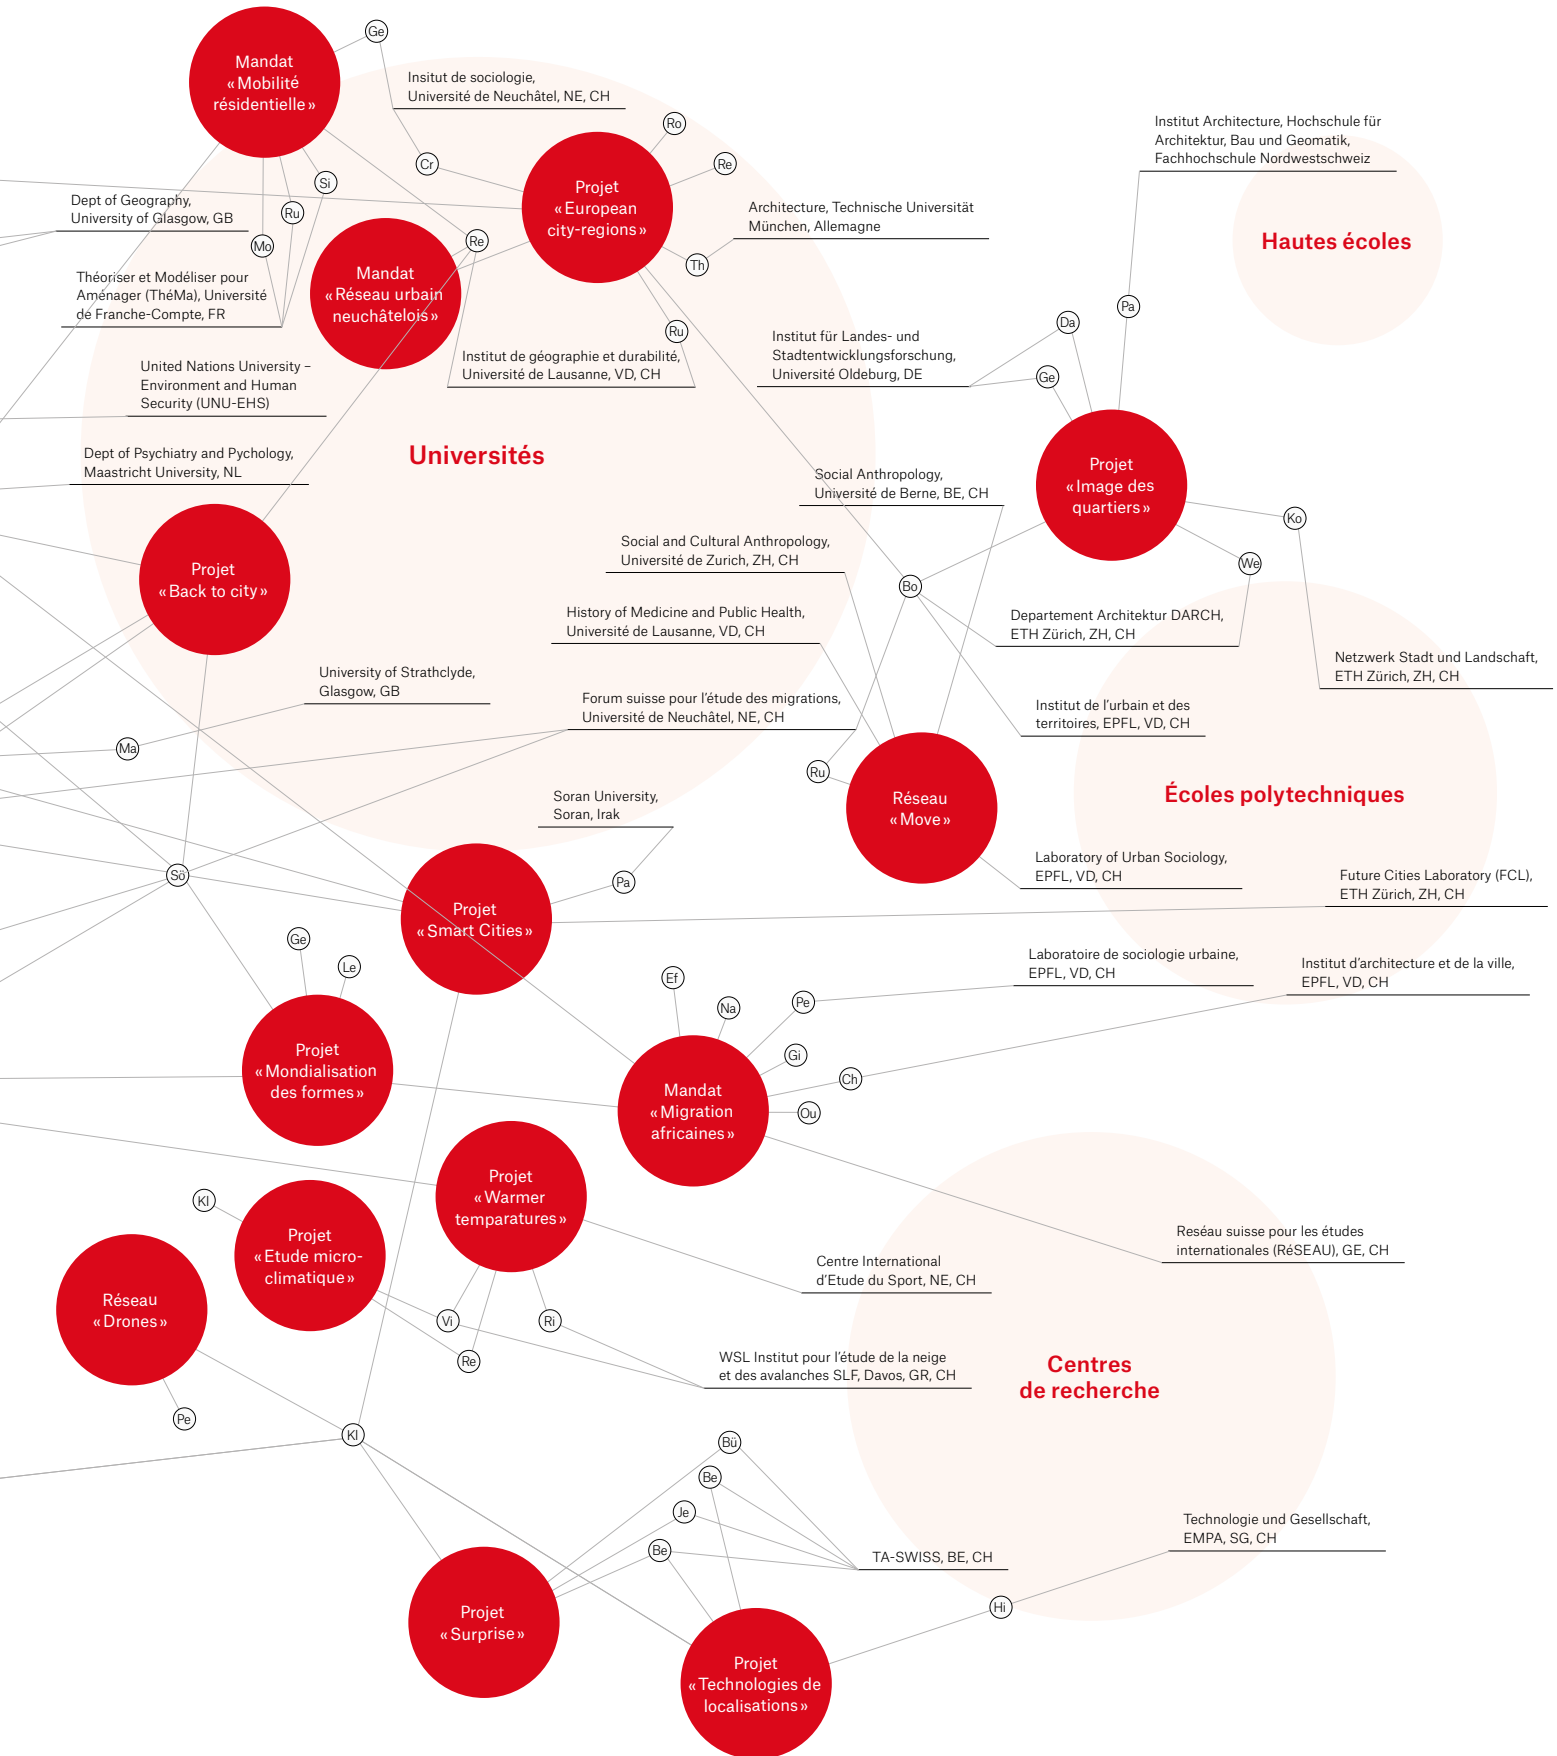 Mandat
« Mobilité
résidentielle »
Ge
Insitut de sociologie,
Université de Neuchâtel, NE, CH
Ro
Re
Cr
Si
Ru
Mo
Projet
« European
city-regions »
Institut Architecture, Hochschule für
Architektur, Bau und Geomatik,
Fachhochschule Nordwestschweiz
Dept of Geography,
University of Glasgow, GB
Architecture, Technische Universität
München, Allemagne
Hautes écoles
Re
Th
Mandat
« Réseau urbain
neuchâtelois »
Théoriser et Modéliser pour
Aménager (ThéMa), Université
de Franche-Compte, FR
Pa
Da
Ru
Ge
Institut für Landes- und
Stadtentwicklungsforschung,
Université Oldeburg, DE
Institut de géographie et durabilité,
Université de Lausanne, VD, CH
United Nations University –
Environment and Human
Security (UNU-EHS)
Universités
Dept of Psychiatry and Pychology,
Maastricht University, NL
Social Anthropology,
Université de Berne, BE, CH
Projet
« Image des
quartiers »
Ko
We
Social and Cultural Anthropology,
Université de Zurich, ZH, CH
Projet
« Back to city »
Bo
History of Medicine and Public Health,
Université de Lausanne, VD, CH
Departement Architektur DARCH,
ETH Zürich, ZH, CH
Netzwerk Stadt und Landschaft,
ETH Zürich, ZH, CH
University of Strathclyde,
Glasgow, GB
Forum suisse pour l’étude des migrations,
Université de Neuchâtel, NE, CH
Institut de l’urbain et des
territoires, EPFL, VD, CH
Ma
Ru
Réseau
« Move »
Écoles polytechniques
Soran University,
Soran, Irak
Sö
Pa
Laboratory of Urban Sociology,
EPFL, VD, CH
Future Cities Laboratory (FCL),
ETH Zürich, ZH, CH
Projet
« Smart Cities »
Ge
Le
Ef
Na
Pe
Laboratoire de sociologie urbaine,
EPFL, VD, CH
Institut d’architecture et de la ville,
EPFL, VD, CH
Projet
« Mondialisation
des formes »
Gi
Ch
Ou
Mandat
« Migration
africaines »
Projet
« Warmer
temparatures »
Kl
Projet
« Etude micro-
climatique »
Reséau suisse pour les études
internationales (RéSEAU), GE, CH
Centre International
d’Etude du Sport, NE, CH
Réseau
« Drones »
Vi
Ri
Re
WSL Institut pour l’étude de la neige
et des avalanches SLF, Davos, GR, CH
Centres
de recherche
Pe
Kl
Bü
Be
Je
Be
TA-SWISS, BE, CH
Technologie und Gesellschaft,
EMPA, SG, CH
Hi
Projet
« Surprise »
Projet
« Technologies de
localisations »